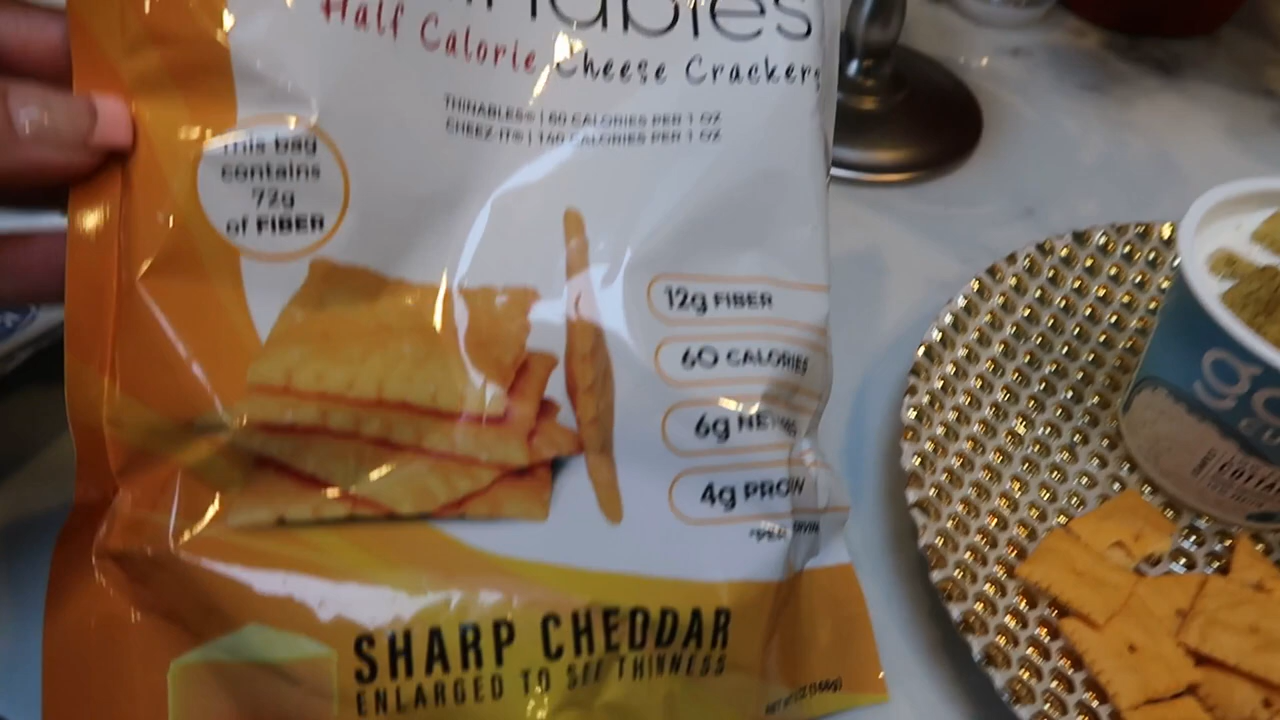 Half Calorie Cheese Crackers
THINABLES® | 60 CALORIES PER 1 OZ
CHEEZ-IT® | 140 CALORIES PER 1 OZ
This bag
contains
72g
of FIBER
12g FIBER
60 CALORIES
6g
4g
SHARP CHEDDAR
ENLARGED TO SEE THINNESS